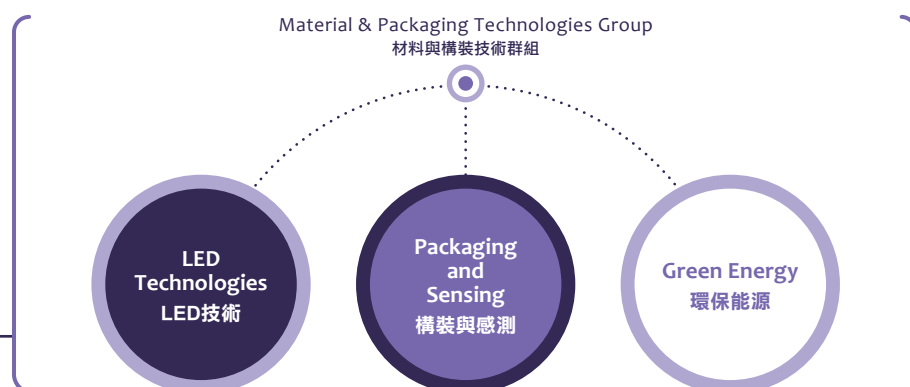 Material & Packaging Technologies Group
材料與構裝技術群組
LED
Technologies
LED技術
Packaging
and
Sensing
構裝與感測
Green Energy
環保能源